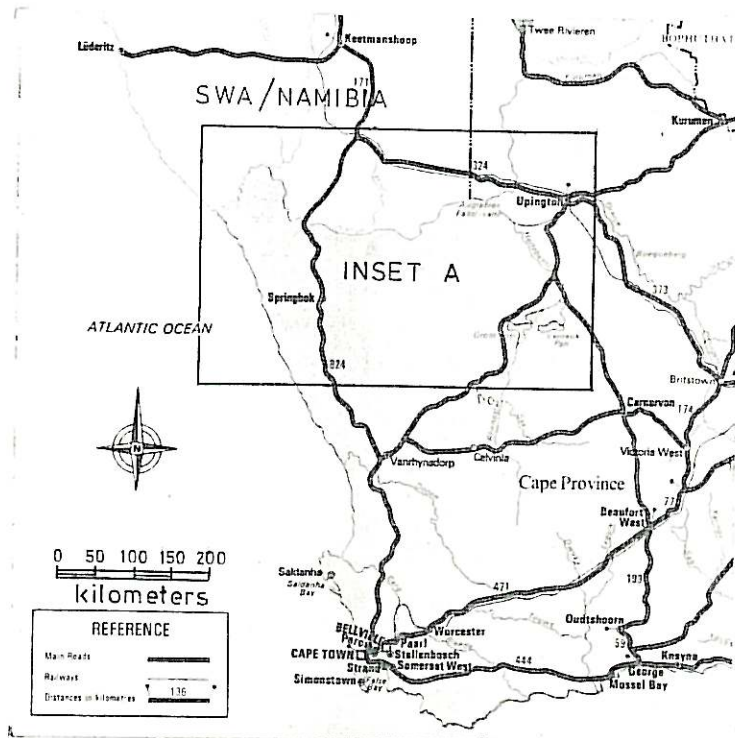 Twee Rivieren
BOPHUTHAT
Keetmanshoop
Lüderitz
171
SWA/NAMIBIA
Kuruman
324
Upington
INSET A
373
Springbok
ATLANTIC OCEAN
824
Britstown
Carnarvon
174
Vanrhynsdorp
Calvinia
Victoria West
N
Cape Province
77
Beaufort
West
0 50 100 150 200
kilometers
Saldanha
Saldanha
Bay
471
193
REFERENCE
Main Roads
Railways
Distances in kilometres
136
BELLVILLE
Parow
Paarl
Worcester
Oudtshoorn
CAPE TOWN
Stellenbosch
Strand
Somerset West
Simonstown
False
Bay
444
59
Knysna
George
Mossel Bay